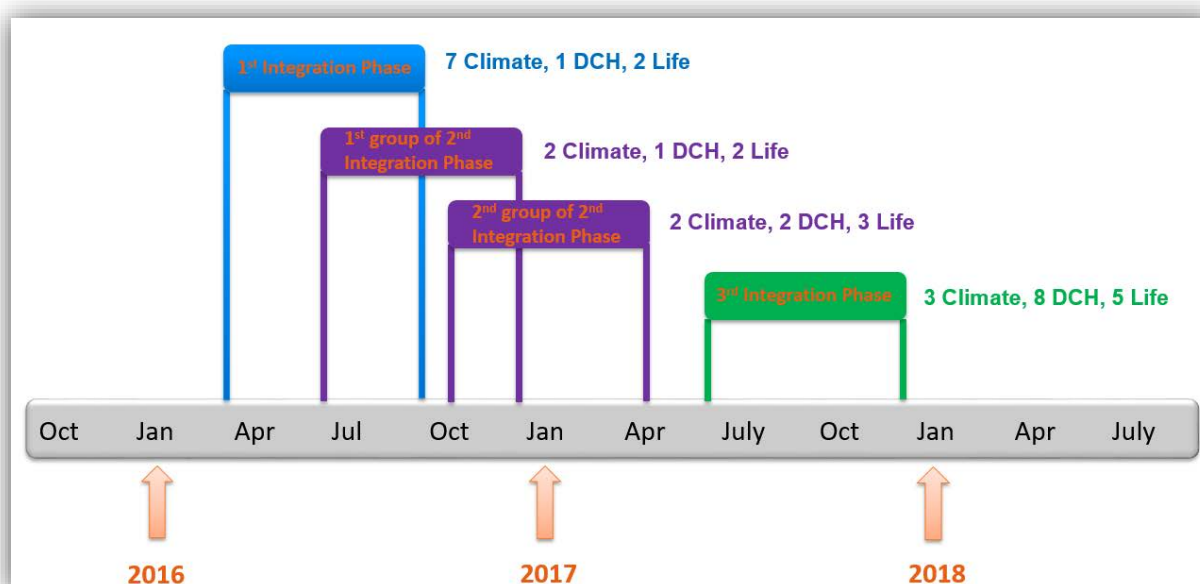 1st Integration Phase
7 Climate, 1 DCH, 2 Life
1st group of 2nd
Integration Phase
2 Climate, 1 DCH, 2 Life
2nd group of 2nd
Integration Phase
2 Climate, 2 DCH, 3 Life
3rd Integration Phase
3 Climate, 8 DCH, 5 Life
Oct Jan Apr Jul Oct Jan Apr July Oct Jan Apr July
2016 2017 2018